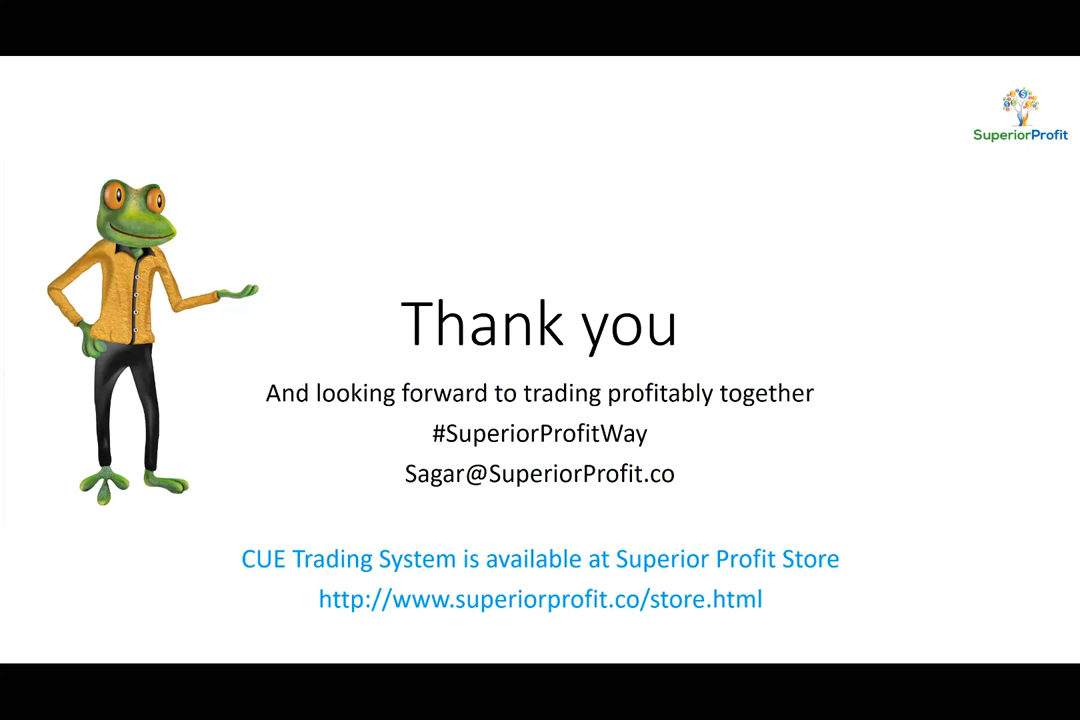 SuperiorProfit
Thank you
And looking forward to trading profitably together
#SuperiorProfitWay
Sagar@SuperiorProfit.co
CUE Trading System is available at Superior Profit Store
http://www.superiorprofit.co/store.html